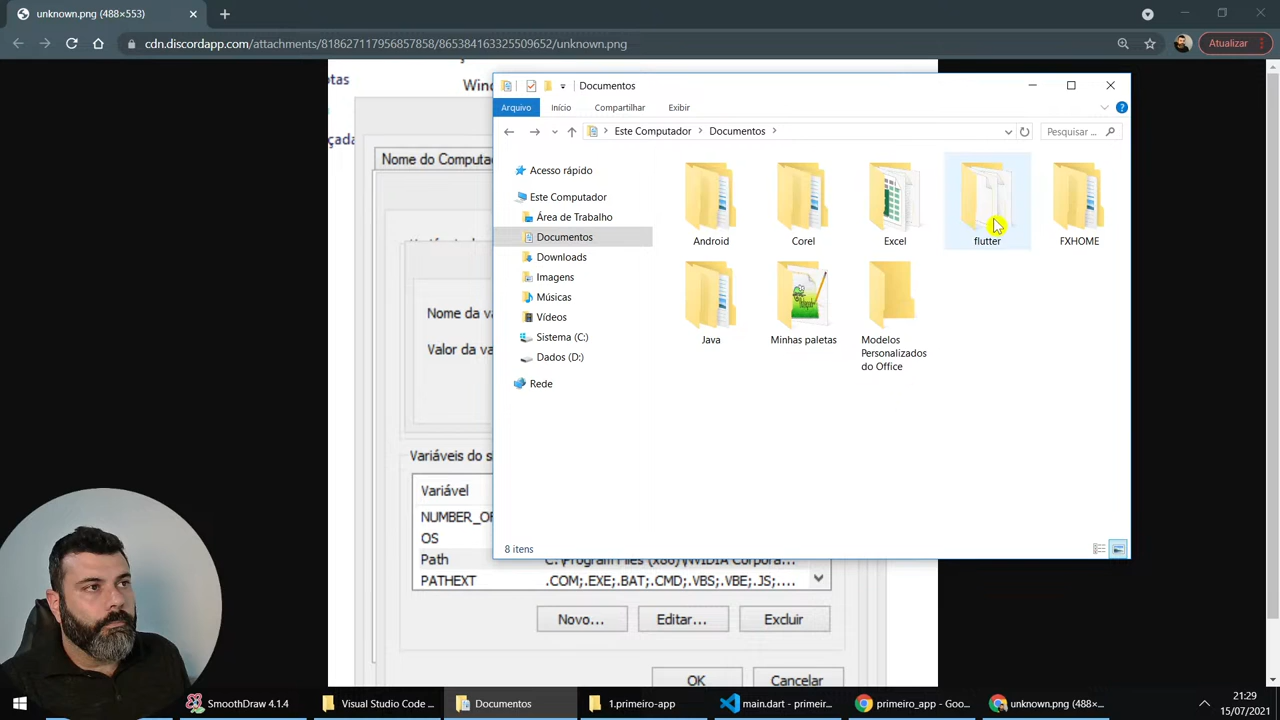 unknown.png (488×553)
cdn.discordapp.com/attachments/818627117956857858/865384163325509652/unknown.png
Atualizar
Documentos
Arquivo
Início
Compartilhar
Exibir
Este Computador
Documentos
Pesquisar ...
Acesso rápido
Este Computador
Área de Trabalho
Documentos
Downloads
Imagens
Músicas
Vídeos
Sistema (C:)
Dados (D:)
Rede
Android
Corel
Excel
flutter
FXHOME
Java
Minhas paletas
Modelos
Personalizados
do Office
8 itens
Wind
Nome do Computa
Nome da va
Valor da va
Variáveis do s
Variável
NUMBER_OF
OS
Path
PATHEXT .COM;.EXE;.BAT;.CMD;.VBS;.VBE;.JS;....
Novo... Editar... Excluir
OK Cancelar
SmoothDraw 4.1.4
Visual Studio Code ...
Documentos
1.primeiro-app
main.dart - primeir...
primeiro_app - Goo...
unknown.png (488×...
21:29
15/07/2021